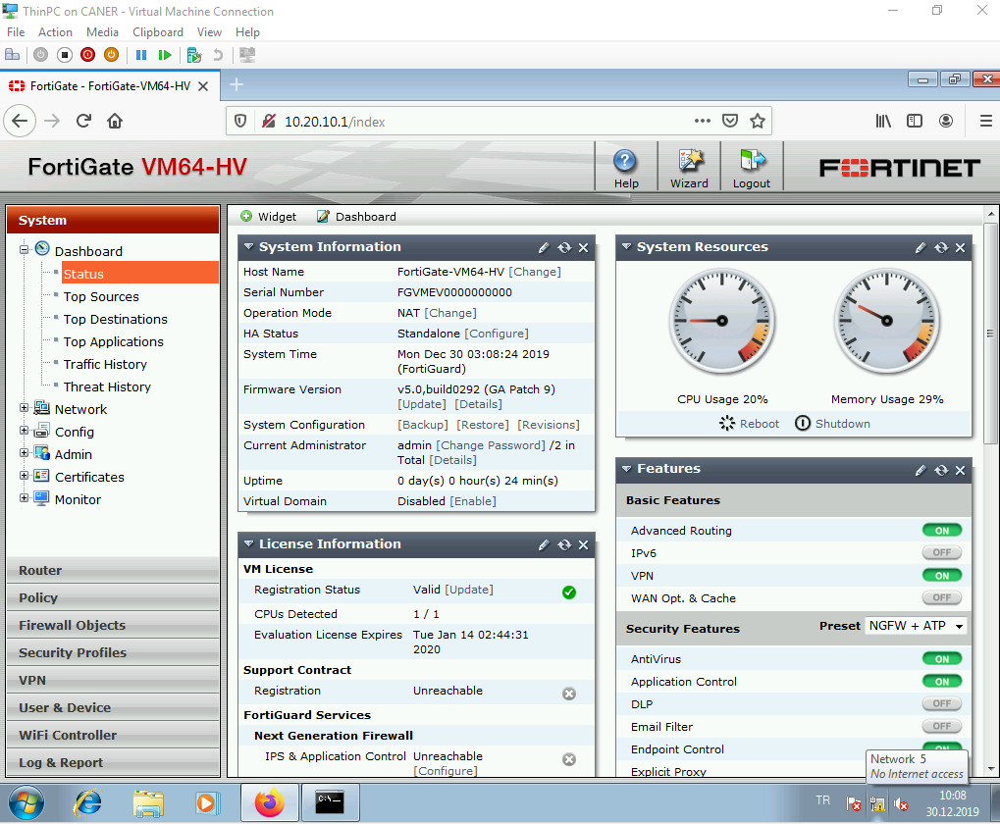 ThinPC on CANER - Virtual Machine Connection
File Action Media Clipboard View Help
FortiGate - FortiGate-VM64-HV
10.20.10.1/index
FortiGate VM64-HV
Help
Wizard
Logout
FORTINET
System
Dashboard
Status
Top Sources
Top Destinations
Top Applications
Traffic History
Threat History
Network
Config
Admin
Certificates
Monitor
Router
Policy
Firewall Objects
Security Profiles
VPN
User & Device
WiFi Controller
Log & Report
Widget Dashboard
System Information
Host Name FortiGate-VM64-HV [Change]
Serial Number FGVMEV0000000000
Operation Mode NAT [Change]
HA Status Standalone [Configure]
System Time Mon Dec 30 03:08:24 2019
(FortiGuard)
Firmware Version v5.0,build0292 (GA Patch 9)
[Update] [Details]
System Configuration [Backup] [Restore] [Revisions]
Current Administrator admin [Change Password] /2 in
Total [Details]
Uptime 0 day(s) 0 hour(s) 24 min(s)
Virtual Domain Disabled [Enable]
License Information
VM License
Registration Status Valid [Update]
CPUs Detected 1 / 1
Evaluation License Expires Tue Jan 14 02:44:31
2020
Support Contract
Registration Unreachable
FortiGuard Services
Next Generation Firewall
IPS & Application Control Unreachable
[Configure]
System Resources
CPU Usage 20% Memory Usage 29%
Reboot Shutdown
Features
Basic Features
Advanced Routing ON
IPv6 OFF
VPN ON
WAN Opt. & Cache OFF
Security Features Preset NGFW + ATP
AntiVirus ON
Application Control ON
DLP OFF
Email Filter OFF
Endpoint Control ON
Explicit Proxy
Network 5
No Internet access
C:\-
TR
10:08
30.12.2019